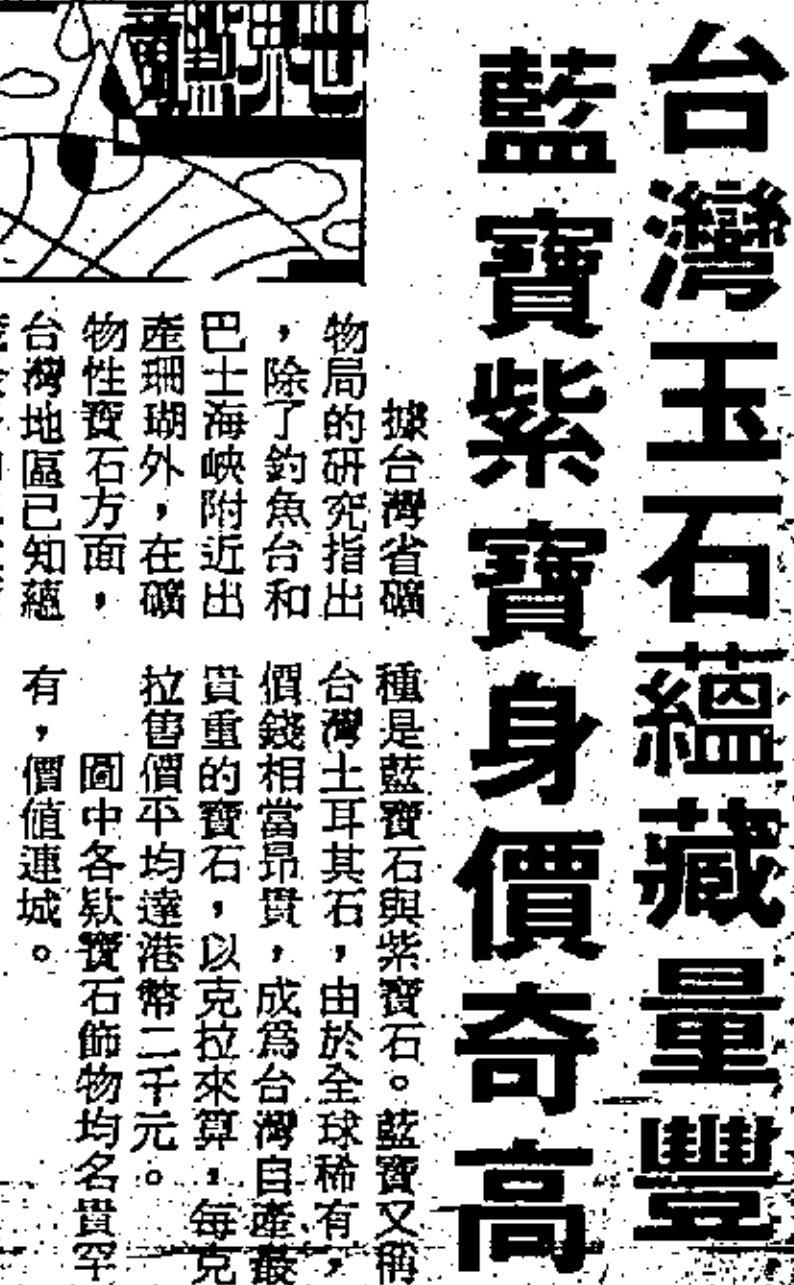 台灣玉石蘊藏量豐
藍寶紫寶身價奇高
世界點滴
據台灣省礦
物局的研究指出
，除了釣魚台和
巴士海峽附近出
產珊瑚外，在礦
物性寶石方面，
台灣地區已知蘊
種是藍寶石與紫寶石。藍寶又稱
台灣土耳其石，由於全球稀有，
價錢相當昂貴，成爲台灣自產最
貴重的寶石，以克拉來算，每克
拉售價平均達港幣二千元。
圖中各欵寶石飾物均名貴罕
有，價值連城。